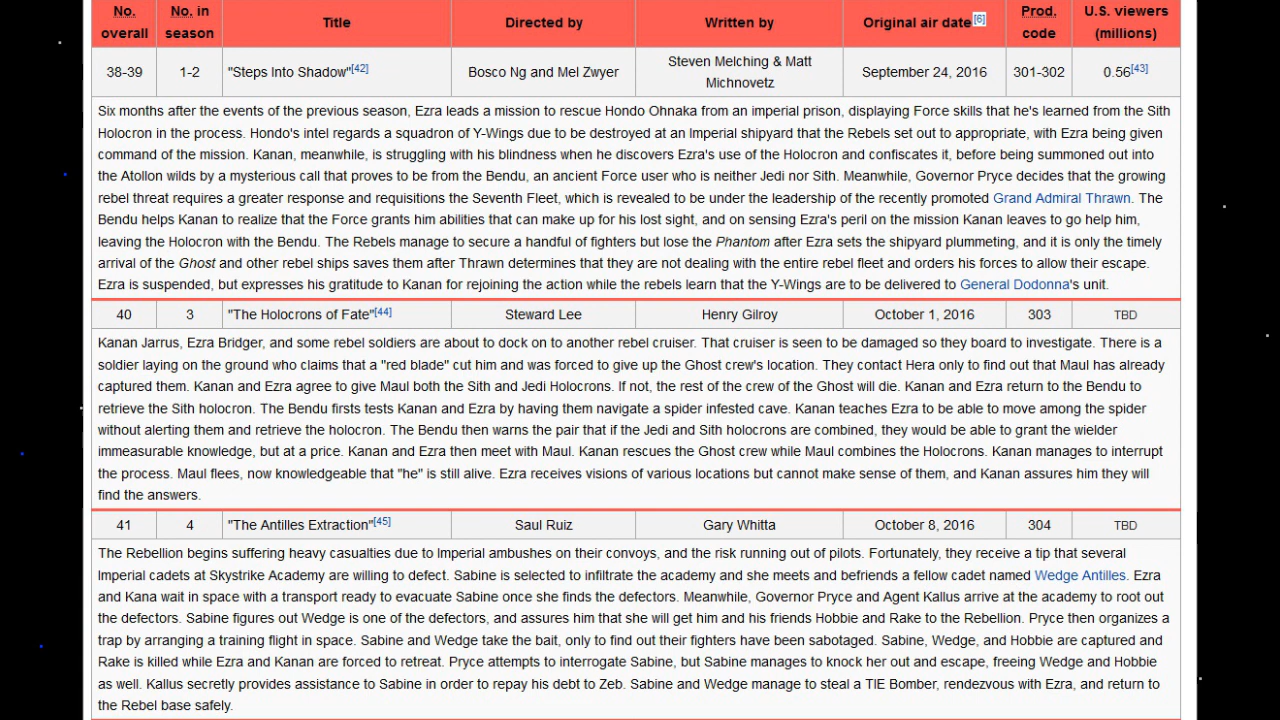 No. overall No. in season Title Directed by Written by Original air date[6] Prod. code U.S. viewers (millions)
38-39 1-2 "Steps Into Shadow"[42] Bosco Ng and Mel Zwyer Steven Melching & Matt Michnovetz September 24, 2016 301-302 0.56[43]
Six months after the events of the previous season, Ezra leads a mission to rescue Hondo Ohnaka from an imperial prison, displaying Force skills that he's learned from the Sith
Holocron in the process. Hondo's intel regards a squadron of Y-Wings due to be destroyed at an Imperial shipyard that the Rebels set out to appropriate, with Ezra being given
command of the mission. Kanan, meanwhile, is struggling with his blindness when he discovers Ezra's use of the Holocron and confiscates it, before being summoned out into
the Atollon wilds by a mysterious call that proves to be from the Bendu, an ancient Force user who is neither Jedi nor Sith. Meanwhile, Governor Pryce decides that the growing
rebel threat requires a greater response and requisitions the Seventh Fleet, which is revealed to be under the leadership of the recently promoted Grand Admiral Thrawn. The
Bendu helps Kanan to realize that the Force grants him abilities that can make up for his lost sight, and on sensing Ezra's peril on the mission Kanan leaves to go help him,
leaving the Holocron with the Bendu. The Rebels manage to secure a handful of fighters but lose the Phantom after Ezra sets the shipyard plummeting, and it is only the timely
arrival of the Ghost and other rebel ships saves them after Thrawn determines that they are not dealing with the entire rebel fleet and orders his forces to allow their escape.
Ezra is suspended, but expresses his gratitude to Kanan for rejoining the action while the rebels learn that the Y-Wings are to be delivered to General Dodonna's unit.
40 3 "The Holocrons of Fate"[44] Steward Lee Henry Gilroy October 1, 2016 303 TBD
Kanan Jarrus, Ezra Bridger, and some rebel soldiers are about to dock on to another rebel cruiser. That cruiser is seen to be damaged so they board to investigate. There is a
soldier laying on the ground who claims that a "red blade" cut him and was forced to give up the Ghost crew's location. They contact Hera only to find out that Maul has already
captured them. Kanan and Ezra agree to give Maul both the Sith and Jedi Holocrons. If not, the rest of the crew of the Ghost will die. Kanan and Ezra return to the Bendu to
retrieve the Sith holocron. The Bendu firsts tests Kanan and Ezra by having them navigate a spider infested cave. Kanan teaches Ezra to be able to move among the spider
without alerting them and retrieve the holocron. The Bendu then warns the pair that if the Jedi and Sith holocrons are combined, they would be able to grant the wielder
immeasurable knowledge, but at a price. Kanan and Ezra then meet with Maul. Kanan rescues the Ghost crew while Maul combines the Holocrons. Kanan manages to interrupt
the process. Maul flees, now knowledgeable that "he" is still alive. Ezra receives visions of various locations but cannot make sense of them, and Kanan assures him they will
find the answers.
41 4 "The Antilles Extraction"[45] Saul Ruiz Gary Whitta October 8, 2016 304 TBD
The Rebellion begins suffering heavy casualties due to Imperial ambushes on their convoys, and the risk running out of pilots. Fortunately, they receive a tip that several
Imperial cadets at Skystrike Academy are willing to defect. Sabine is selected to infiltrate the academy and she meets and befriends a fellow cadet named Wedge Antilles. Ezra
and Kana wait in space with a transport ready to evacuate Sabine once she finds the defectors. Meanwhile, Governor Pryce and Agent Kallus arrive at the academy to root out
the defectors. Sabine figures out Wedge is one of the defectors, and assures him that she will get him and his friends Hobbie and Rake to the Rebellion. Pryce then organizes a
trap by arranging a training flight in space. Sabine and Wedge take the bait, only to find out their fighters have been sabotaged. Sabine, Wedge, and Hobbie are captured and
Rake is killed while Ezra and Kanan are forced to retreat. Pryce attempts to interrogate Sabine, but Sabine manages to knock her out and escape, freeing Wedge and Hobbie
as well. Kallus secretly provides assistance to Sabine in order to repay his debt to Zeb. Sabine and Wedge manage to steal a TIE Bomber, rendezvous with Ezra, and return to
the Rebel base safely.